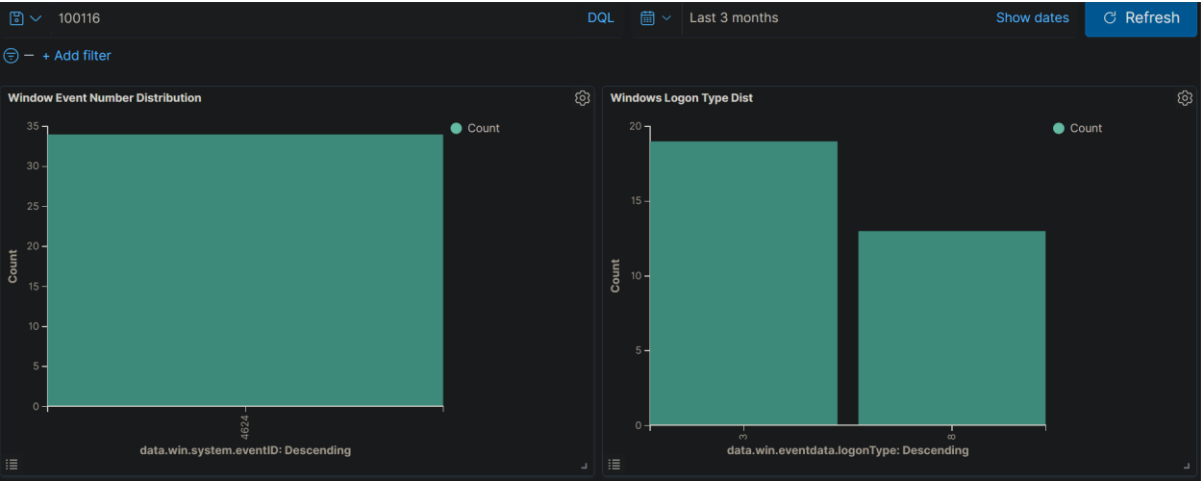 100116 DQL Last 3 months Show dates Refresh
+ Add filter
Window Event Number Distribution
35
30
25
20
15
10
5
0
Count
4624
data.win.system.eventID: Descending
Count
Windows Logon Type Dist
20
15
10
5
0
Count
3
8
data.win.eventdata.logonType: Descending
Count